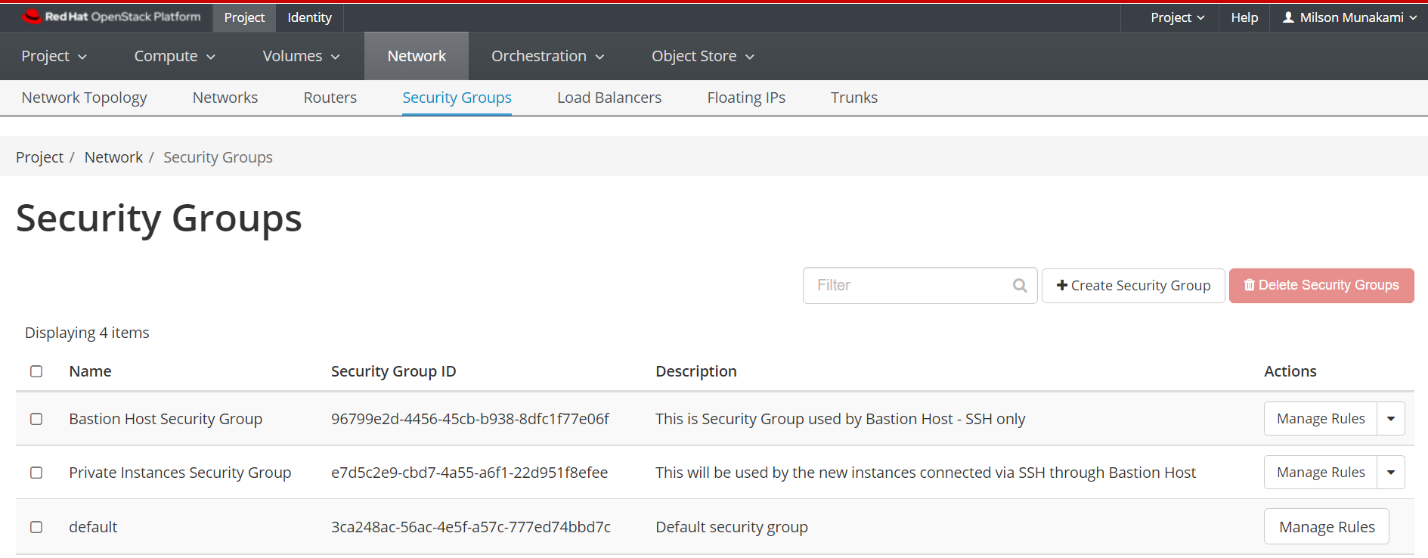 Red Hat OpenStack Platform Project Identity Project Help Milson Munakami
Project Compute Volumes Network Orchestration Object Store
Network Topology Networks Routers Security Groups Load Balancers Floating IPs Trunks
Project / Network / Security Groups
Security Groups
Filter Create Security Group Delete Security Groups
Displaying 4 items
Name Security Group ID Description Actions
Bastion Host Security Group 96799e2d-4456-45cb-b938-8dfc1f77e06f This is Security Group used by Bastion Host - SSH only Manage Rules
Private Instances Security Group e7d5c2e9-cbd7-4a55-a6f1-22d951f8efee This will be used by the new instances connected via SSH through Bastion Host Manage Rules
default 3ca248ac-56ac-4e5f-a57c-777ed74bbd7c Default security group Manage Rules